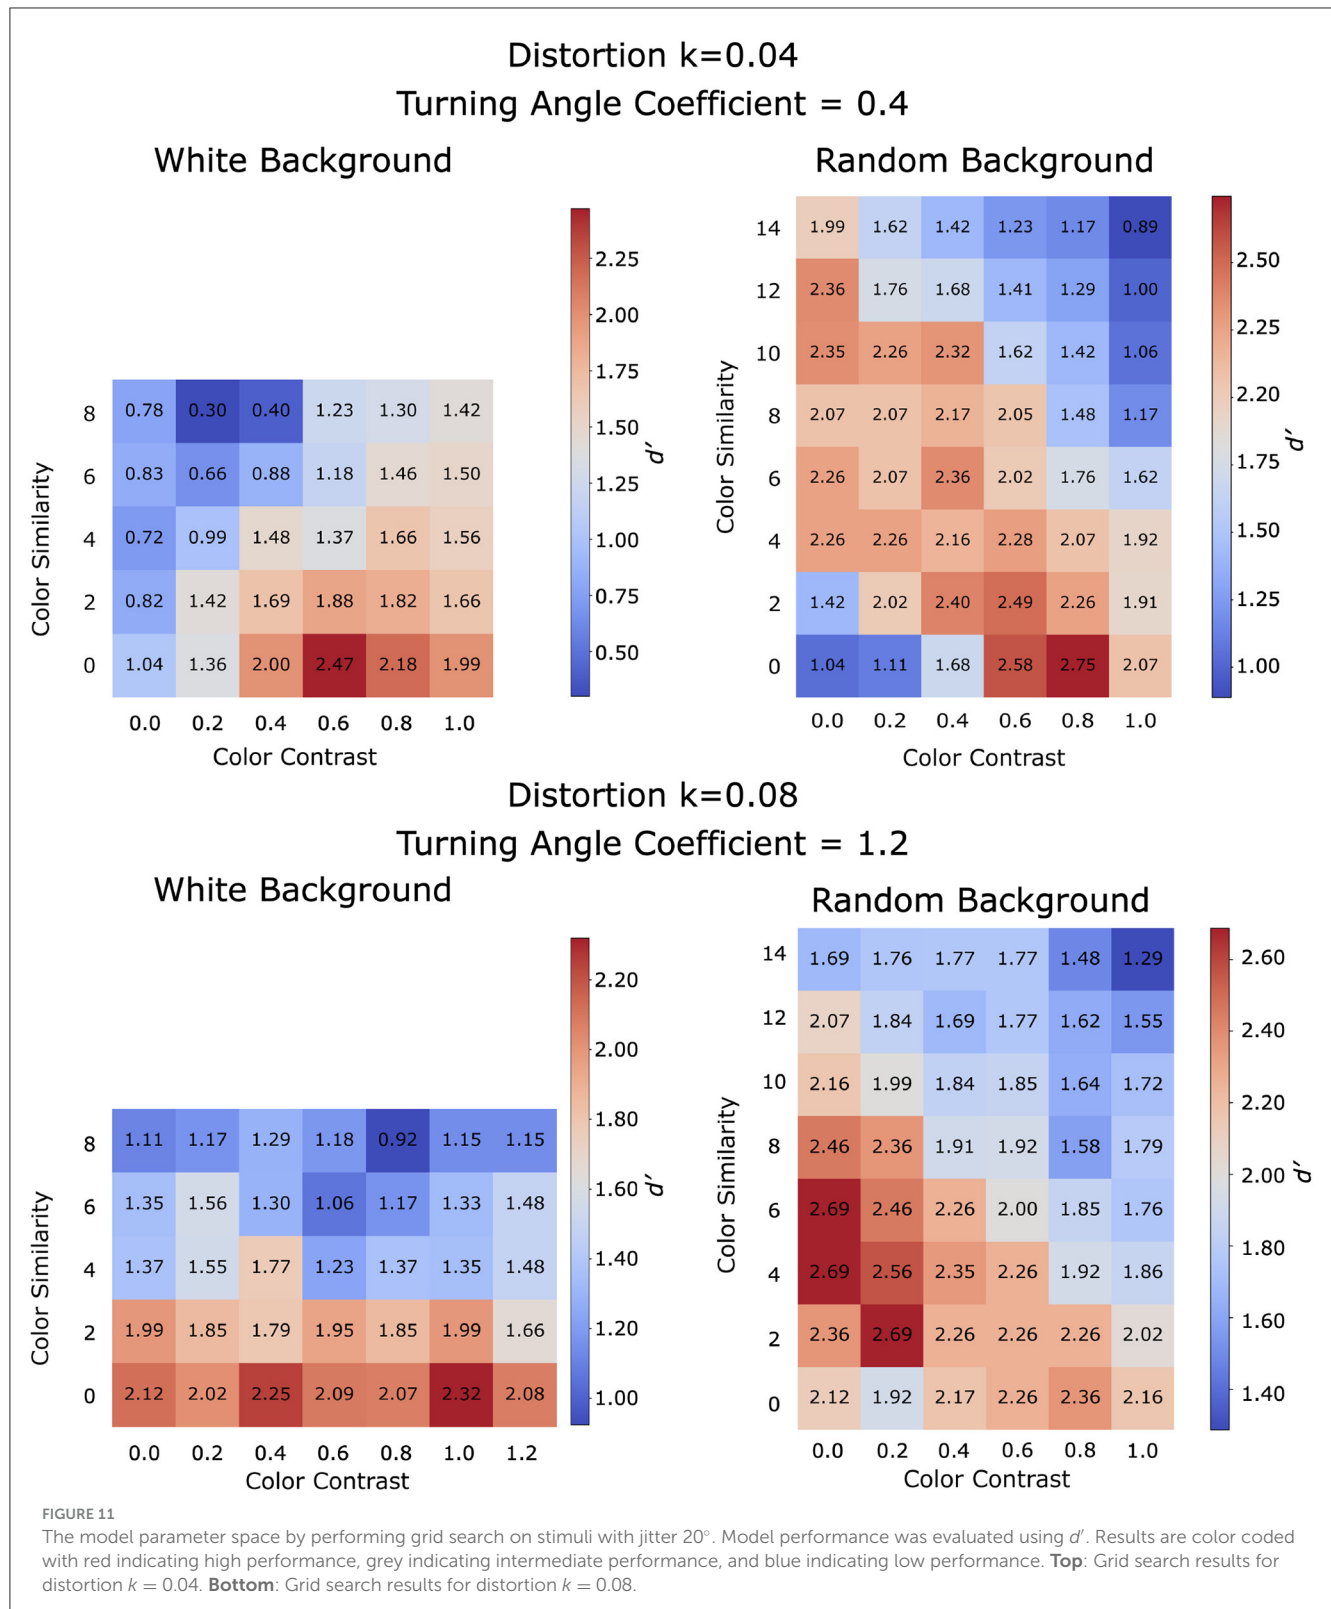 Distortion k=0.04
Turning Angle Coefficient = 0.4
White Background
2.25
2.00
1.75
1.50
1.25
1.00
0.75
0.50
d′
Color Similarity
8 0.78 0.30 0.40 1.23 1.30 1.42
6 0.83 0.66 0.88 1.18 1.46 1.50
4 0.72 0.99 1.48 1.37 1.66 1.56
2 0.82 1.42 1.69 1.88 1.82 1.66
0 1.04 1.36 2.00 2.47 2.18 1.99
0.0 0.2 0.4 0.6 0.8 1.0
Color Contrast
Random Background
Color Similarity
14 1.99 1.62 1.42 1.23 1.17 0.89
12 2.36 1.76 1.68 1.41 1.29 1.00
10 2.35 2.26 2.32 1.62 1.42 1.06
8 2.07 2.07 2.17 2.05 1.48 1.17
6 2.26 2.07 2.36 2.02 1.76 1.62
4 2.26 2.26 2.16 2.28 2.07 1.92
2 1.42 2.02 2.40 2.49 2.26 1.91
0 1.04 1.11 1.68 2.58 2.75 2.07
0.0 0.2 0.4 0.6 0.8 1.0
Color Contrast
2.50
2.25
2.20
1.75
1.50
1.25
1.00
d′
Distortion k=0.08
Turning Angle Coefficient = 1.2
White Background
Color Similarity
8 1.11 1.17 1.29 1.18 0.92 1.15 1.15
6 1.35 1.56 1.30 1.06 1.17 1.33 1.48
4 1.37 1.55 1.77 1.23 1.37 1.35 1.48
2 1.99 1.85 1.79 1.95 1.85 1.99 1.66
0 2.12 2.02 2.25 2.09 2.07 2.32 2.08
0.0 0.2 0.4 0.6 0.8 1.0 1.2
Color Contrast
2.20
2.00
1.80
1.60
1.40
1.20
1.00
d′
Random Background
Color Similarity
14 1.69 1.76 1.77 1.77 1.48 1.29
12 2.07 1.84 1.69 1.77 1.62 1.55
10 2.16 1.99 1.84 1.85 1.64 1.72
8 2.46 2.36 1.91 1.92 1.58 1.79
6 2.69 2.46 2.26 2.00 1.85 1.76
4 2.69 2.56 2.35 2.26 1.92 1.86
2 2.36 2.69 2.26 2.26 2.26 2.02
0 2.12 1.92 2.17 2.26 2.36 2.16
0.0 0.2 0.4 0.6 0.8 1.0
Color Contrast
2.60
2.40
2.20
2.00
1.80
1.60
1.40
d′
FIGURE 11
The model parameter space by performing grid search on stimuli with jitter 20°. Model performance was evaluated using d′. Results are color coded
with red indicating high performance, grey indicating intermediate performance, and blue indicating low performance. Top: Grid search results for
distortion k = 0.04. Bottom: Grid search results for distortion k = 0.08.